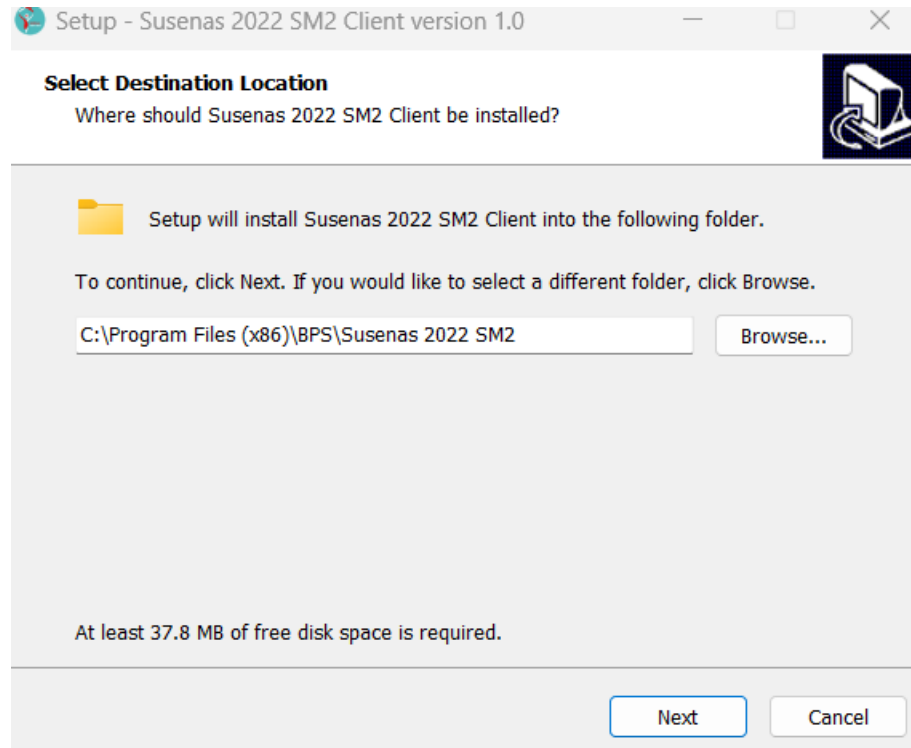 Setup - Susenas 2022 SM2 Client version 1.0
Select Destination Location
Where should Susenas 2022 SM2 Client be installed?
Setup will install Susenas 2022 SM2 Client into the following folder.
To continue, click Next. If you would like to select a different folder, click Browse.
C:\Program Files (x86)\BPS\Susenas 2022 SM2
Browse...
At least 37.8 MB of free disk space is required.
Next
Cancel